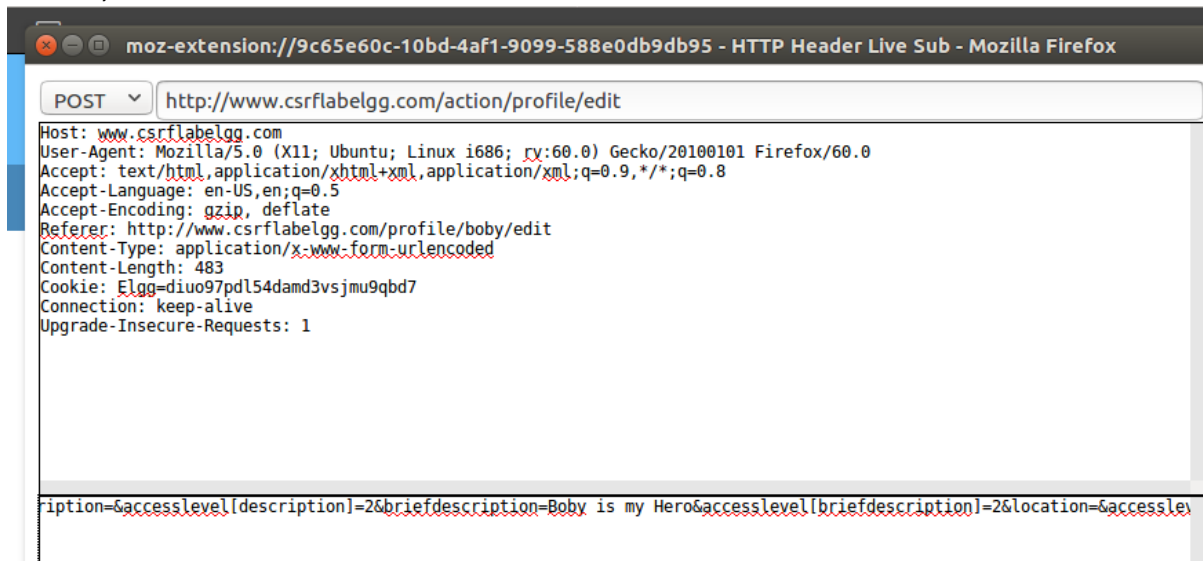 moz-extension://9c65e60c-10bd-4af1-9099-588e0db9db95 - HTTP Header Live Sub - Mozilla Firefox
POST http://www.csrflabelgg.com/action/profile/edit
Host: www.csrflabelgg.com
User-Agent: Mozilla/5.0 (X11; Ubuntu; Linux i686; rv:60.0) Gecko/20100101 Firefox/60.0
Accept: text/html,application/xhtml+xml,application/xml;q=0.9,*/*;q=0.8
Accept-Language: en-US,en;q=0.5
Accept-Encoding: gzip, deflate
Referer: http://www.csrflabelgg.com/profile/boby/edit
Content-Type: application/x-www-form-urlencoded
Content-Length: 483
Cookie: Elgg=diuo97pdl54damd3vsjmu9qbd7
Connection: keep-alive
Upgrade-Insecure-Requests: 1
ription=&accesslevel[description]=2&briefdescription=Boby is my Hero&accesslevel[briefdescription]=2&location=&accesslev